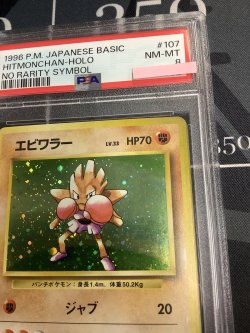 1996 P.M. JAPANESE BASIC #107
HITMONCHAN-HOLO NM-MT
NO RARITY SYMBOL 8
PSA
エビワラー LV.33 HP70
パンチポケモン:身長1.4m、体重50.2Kg
ジャブ 20
350